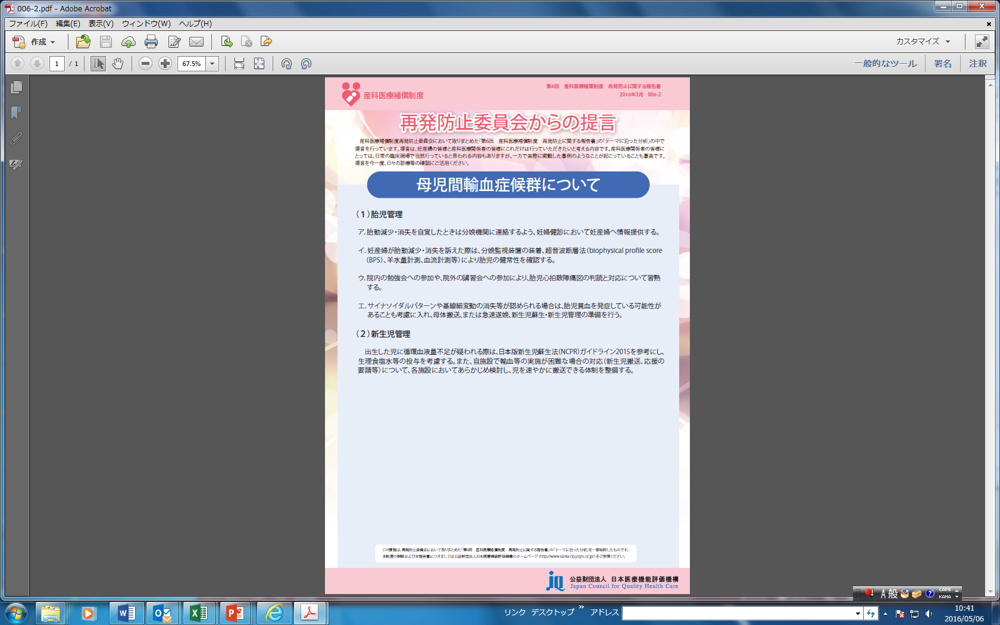 006-2.pdf - Adobe Acrobat
ファイル(F) 編集(E) 表示(V) ウィンドウ(W) ヘルプ(H)
作成
カスタマイズ
1 / 1
67.5%
一般的なツール 署名 注釈
産科医療補償制度
第6回 産科医療補償制度 再発防止に関する報告書
2016年3月 006-2
再発防止委員会からの提言
産科医療補償制度再発防止委員会において取りまとめた「第6回 産科医療補償制度 再発防止に関する報告書」の「テーマに沿った分析」の中で
提言を行っています。提言は、妊産婦の皆様と産科医療関係者の皆様にこれだけは行っていただきたいと考える内容です。産科医療関係者の皆様に
とっては、日常の臨床現場で当然行っていると思われる内容もありますが、一方で実際に掲載した事例のようなことが起こっていることも事実です。
提言を今一度、日々の診療等の確認にご活用ください。
母児間輸血症候群について
(1)胎児管理
ア．胎動減少・消失を自覚したときは分娩機関に連絡するよう、妊婦健診において妊産婦へ情報提供する。
イ．妊産婦が胎動減少・消失を訴えた際は、分娩監視装置の装着、超音波断層法(biophysical profile score
(BPS)、羊水量計測、血流計測等)により胎児の健常性を確認する。
ウ．院内の勉強会への参加や、院外の講習会への参加により、胎児心拍数陣痛図の判読と対応について習熟
する。
エ．サイナソイダルパターンや基線細変動の消失等が認められる場合は、胎児貧血を発症している可能性が
あることも考慮に入れ、母体搬送、または急速遂娩、新生児蘇生・新生児管理の準備を行う。
(2)新生児管理
出生した児に循環血液量不足が疑われる際は、日本版新生児蘇生法(NCPR)ガイドライン2015を参考にし、
生理食塩水等の投与を考慮する。また、自施設で輸血等の実施が困難な場合の対応(新生児搬送、応援の
要請等)について、各施設においてあらかじめ検討し、児を速やかに搬送できる体制を整備する。
この情報は、再発防止委員会において取りまとめた「第6回 産科医療補償制度 再発防止に関する報告書」の「テーマに沿った分析」を一部抜粋したものです。
本制度の詳細および本報告書につきましては公益財団法人日本医療機能評価機構のホームページ(http://www.sanka-hp.jcqhc.or.jp/)をご参照ください。
jQ 公益財団法人 日本医療機能評価機構
Japan Council for Quality Health Care
A 般 CAPS KANA
リンク デスクトップ » アドレス
10:41
2016/05/06